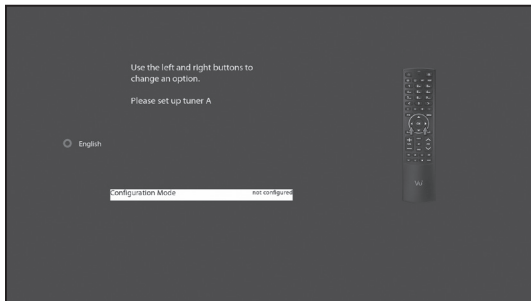 Use the left and right buttons to
change an option.
Please set up tuner A
English
Configuration Mode not configured